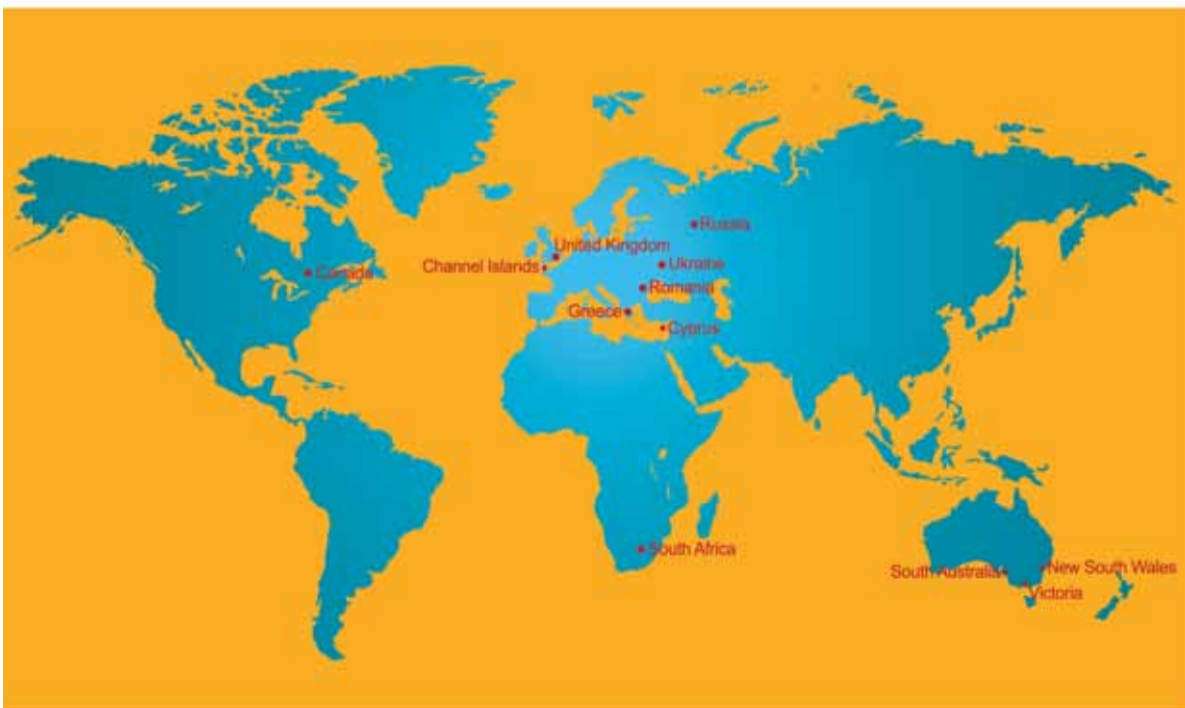 Russia
United Kingdom
Channel Islands
Ukraine
Canada
Romania
Greece
Cyprus
South Africa
New South Wales
South Australia
Victoria